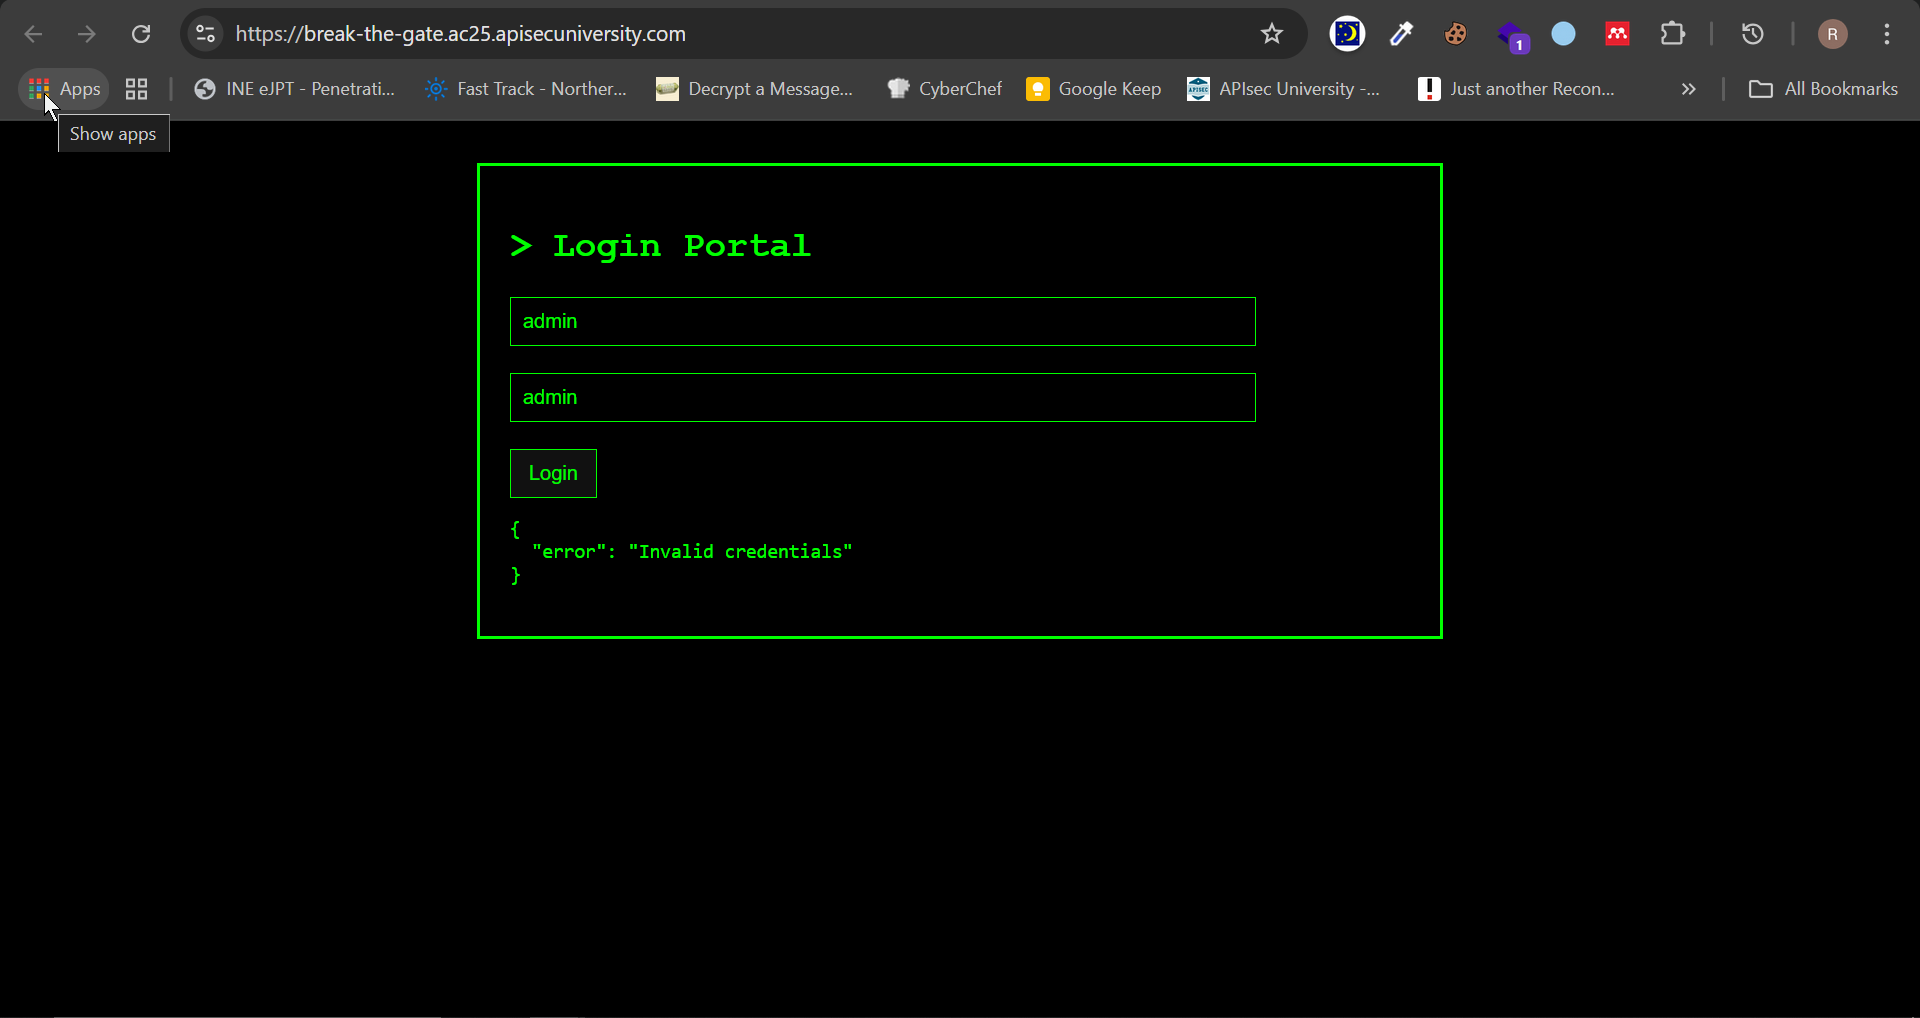 https://break-the-gate.ac25.apisecuniversity.com
1
R
Apps
INE eJPT - Penetrati...
Fast Track - Norther...
Decrypt a Message...
CyberChef
Google Keep
APISEC
APIsec University -...
Just another Recon...
»
All Bookmarks
Show apps
> Login Portal
admin
admin
Login
{
"error": "Invalid credentials"
}